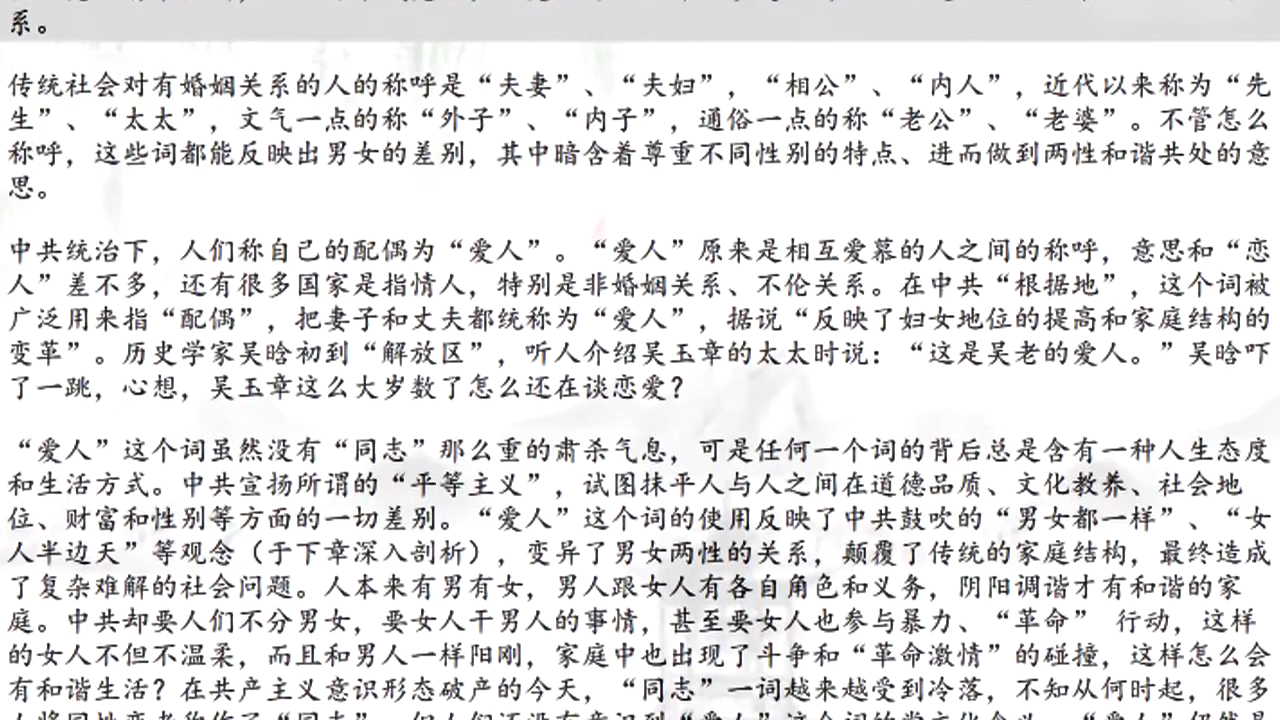 系。
传统社会对有婚姻关系的人的称呼是“夫妻”、“夫妇”，“相公”、“内人”，近代以来称为“先
生”、“太太”，文气一点的称“外子”、“内子”，通俗一点的称“老公”、“老婆”。不管怎么
称呼，这些词都能反映出男女的差别，其中暗含着尊重不同性别的特点、进而做到两性和谐共处的意
思。
中共统治下，人们称自己的配偶为“爱人”。“爱人”原来是相互爱慕的人之间的称呼，意思和“恋
人”差不多，还有很多国家是指情人，特别是非婚姻关系、不伦关系。在中共“根据地”，这个词被
广泛用来指“配偶”，把妻子和丈夫都统称为“爱人”，据说“反映了妇女地位的提高和家庭结构的
变革”。历史学家吴晗初到“解放区”，听人介绍吴玉章的太太时说：“这是吴老的爱人。”吴晗吓
了一跳，心想，吴玉章这么大岁数了怎么还在谈恋爱？
“爱人”这个词虽然没有“同志”那么重的肃杀气息，可是任何一个词的背后总是含有一种人生态度
和生活方式。中共宣扬所谓的“平等主义”，试图抹平人与人之间在道德品质、文化教养、社会地
位、财富和性别等方面的一切差别。“爱人”这个词的使用反映了中共鼓吹的“男女都一样”、“女
人半边天”等观念（于下章深入剖析），变异了男女两性的关系，颠覆了传统的家庭结构，最终造成
了复杂难解的社会问题。人本来有男有女，男人跟女人有各自角色和义务，阴阳调谐才有和谐的家
庭。中共却要人们不分男女，要女人干男人的事情，甚至要女人也参与暴力、“革命” 行动，这样
的女人不但不温柔，而且和男人一样阳刚，家庭中也出现了斗争和“革命激情”的碰撞，这样怎么会
有和谐生活？在共产主义意识形态破产的今天，“同志”一词越来越受到冷落，不知从何时起，很多